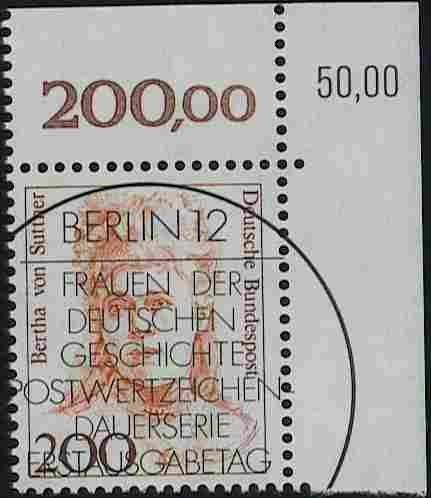 200,00
50,00
Bertha von Suttner
Deutsche Bundespost
BERLIN 12
FRAUEN DER
DEUTSCHEN
GESCHICHTE
POSTWERTZEICHEN
DAUERSERIE
ERSTAUSGABETAG
200